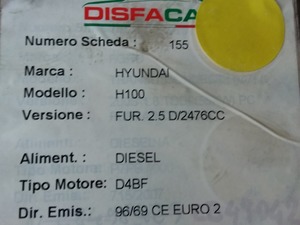 DISFACA
Numero Scheda : 155
Marca : HYUNDAI
Modello : H100
Versione : FUR. 2.5 D/2476CC
Aliment. : DIESEL
Tipo Motore: D4BF
Dir. Emis.: 96/69 CE EURO 2